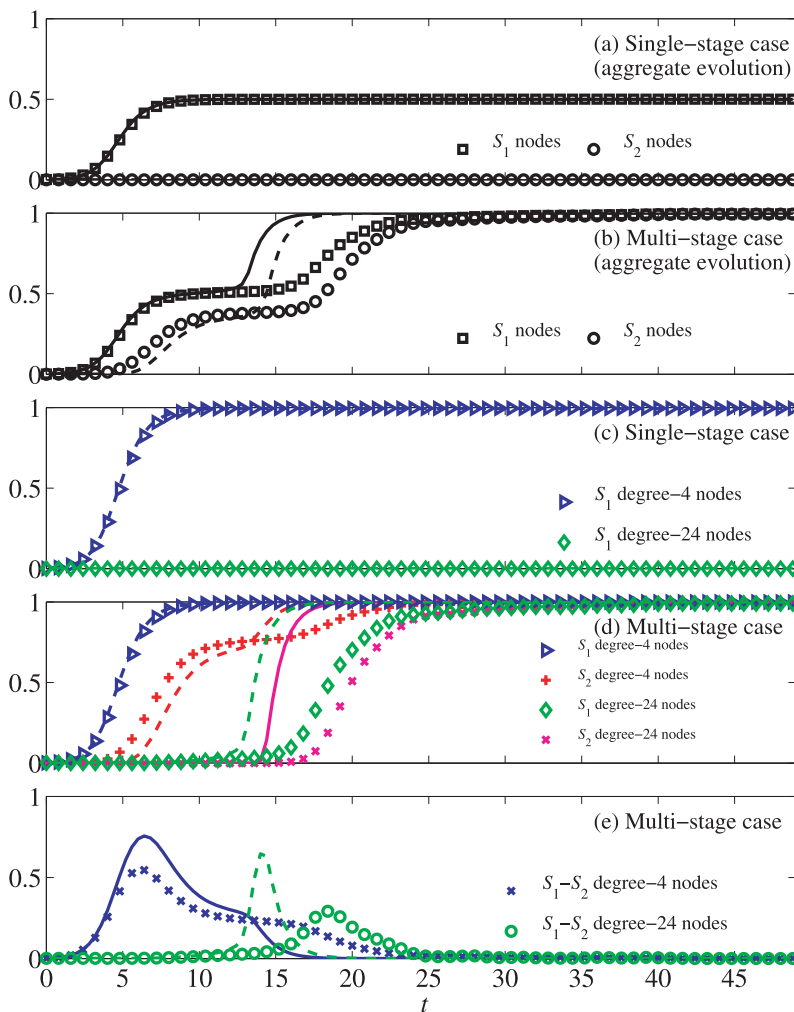 1
(a) Single−stage case
(aggregate evolution)
0.5
S1 nodes S2 nodes
0
1
(b) Multi−stage case
(aggregate evolution)
0.5
S1 nodes S2 nodes
0
1
(c) Single−stage case
0.5
S1 degree−4 nodes
S1 degree−24 nodes
0
1
(d) Multi−stage case
S1 degree−4 nodes
0.5
S2 degree−4 nodes
S1 degree−24 nodes
S2 degree−24 nodes
0
1
(e) Multi−stage case
0.5
S1−S2 degree−4 nodes
S1−S2 degree−24 nodes
0
0 5 10 15 20 25 30 35 40 45
t